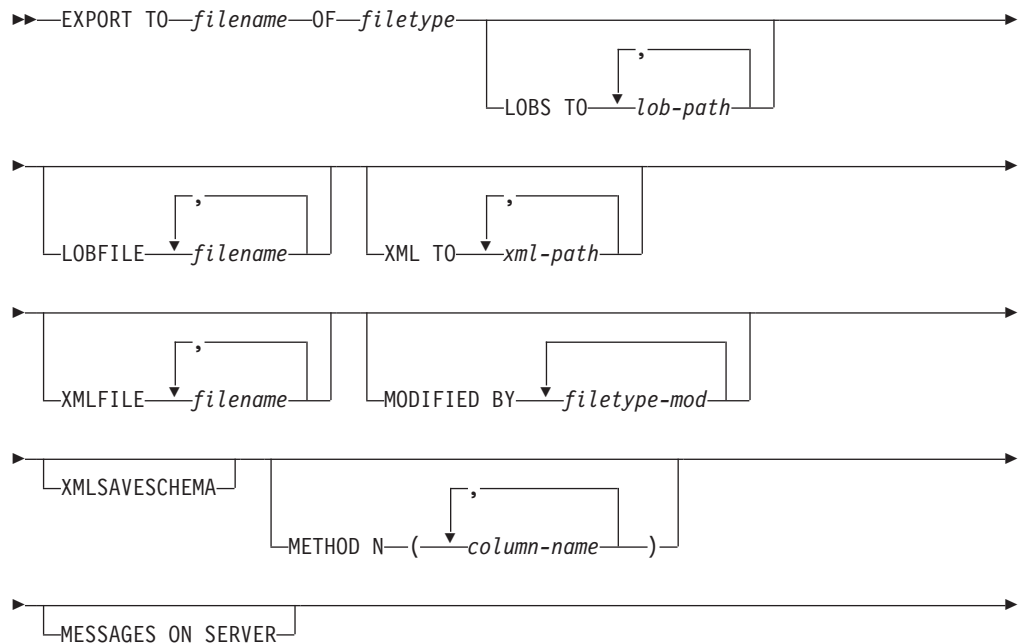 EXPORT TO filename OF filetype
,
LOBS TO lob-path
, ,
LOBFILE filename XML TO xml-path
,
XMLFILE filename MODIFIED BY filetype-mod
XMLSAVESCHEMA
,
METHOD N ( column-name )
MESSAGES ON SERVER